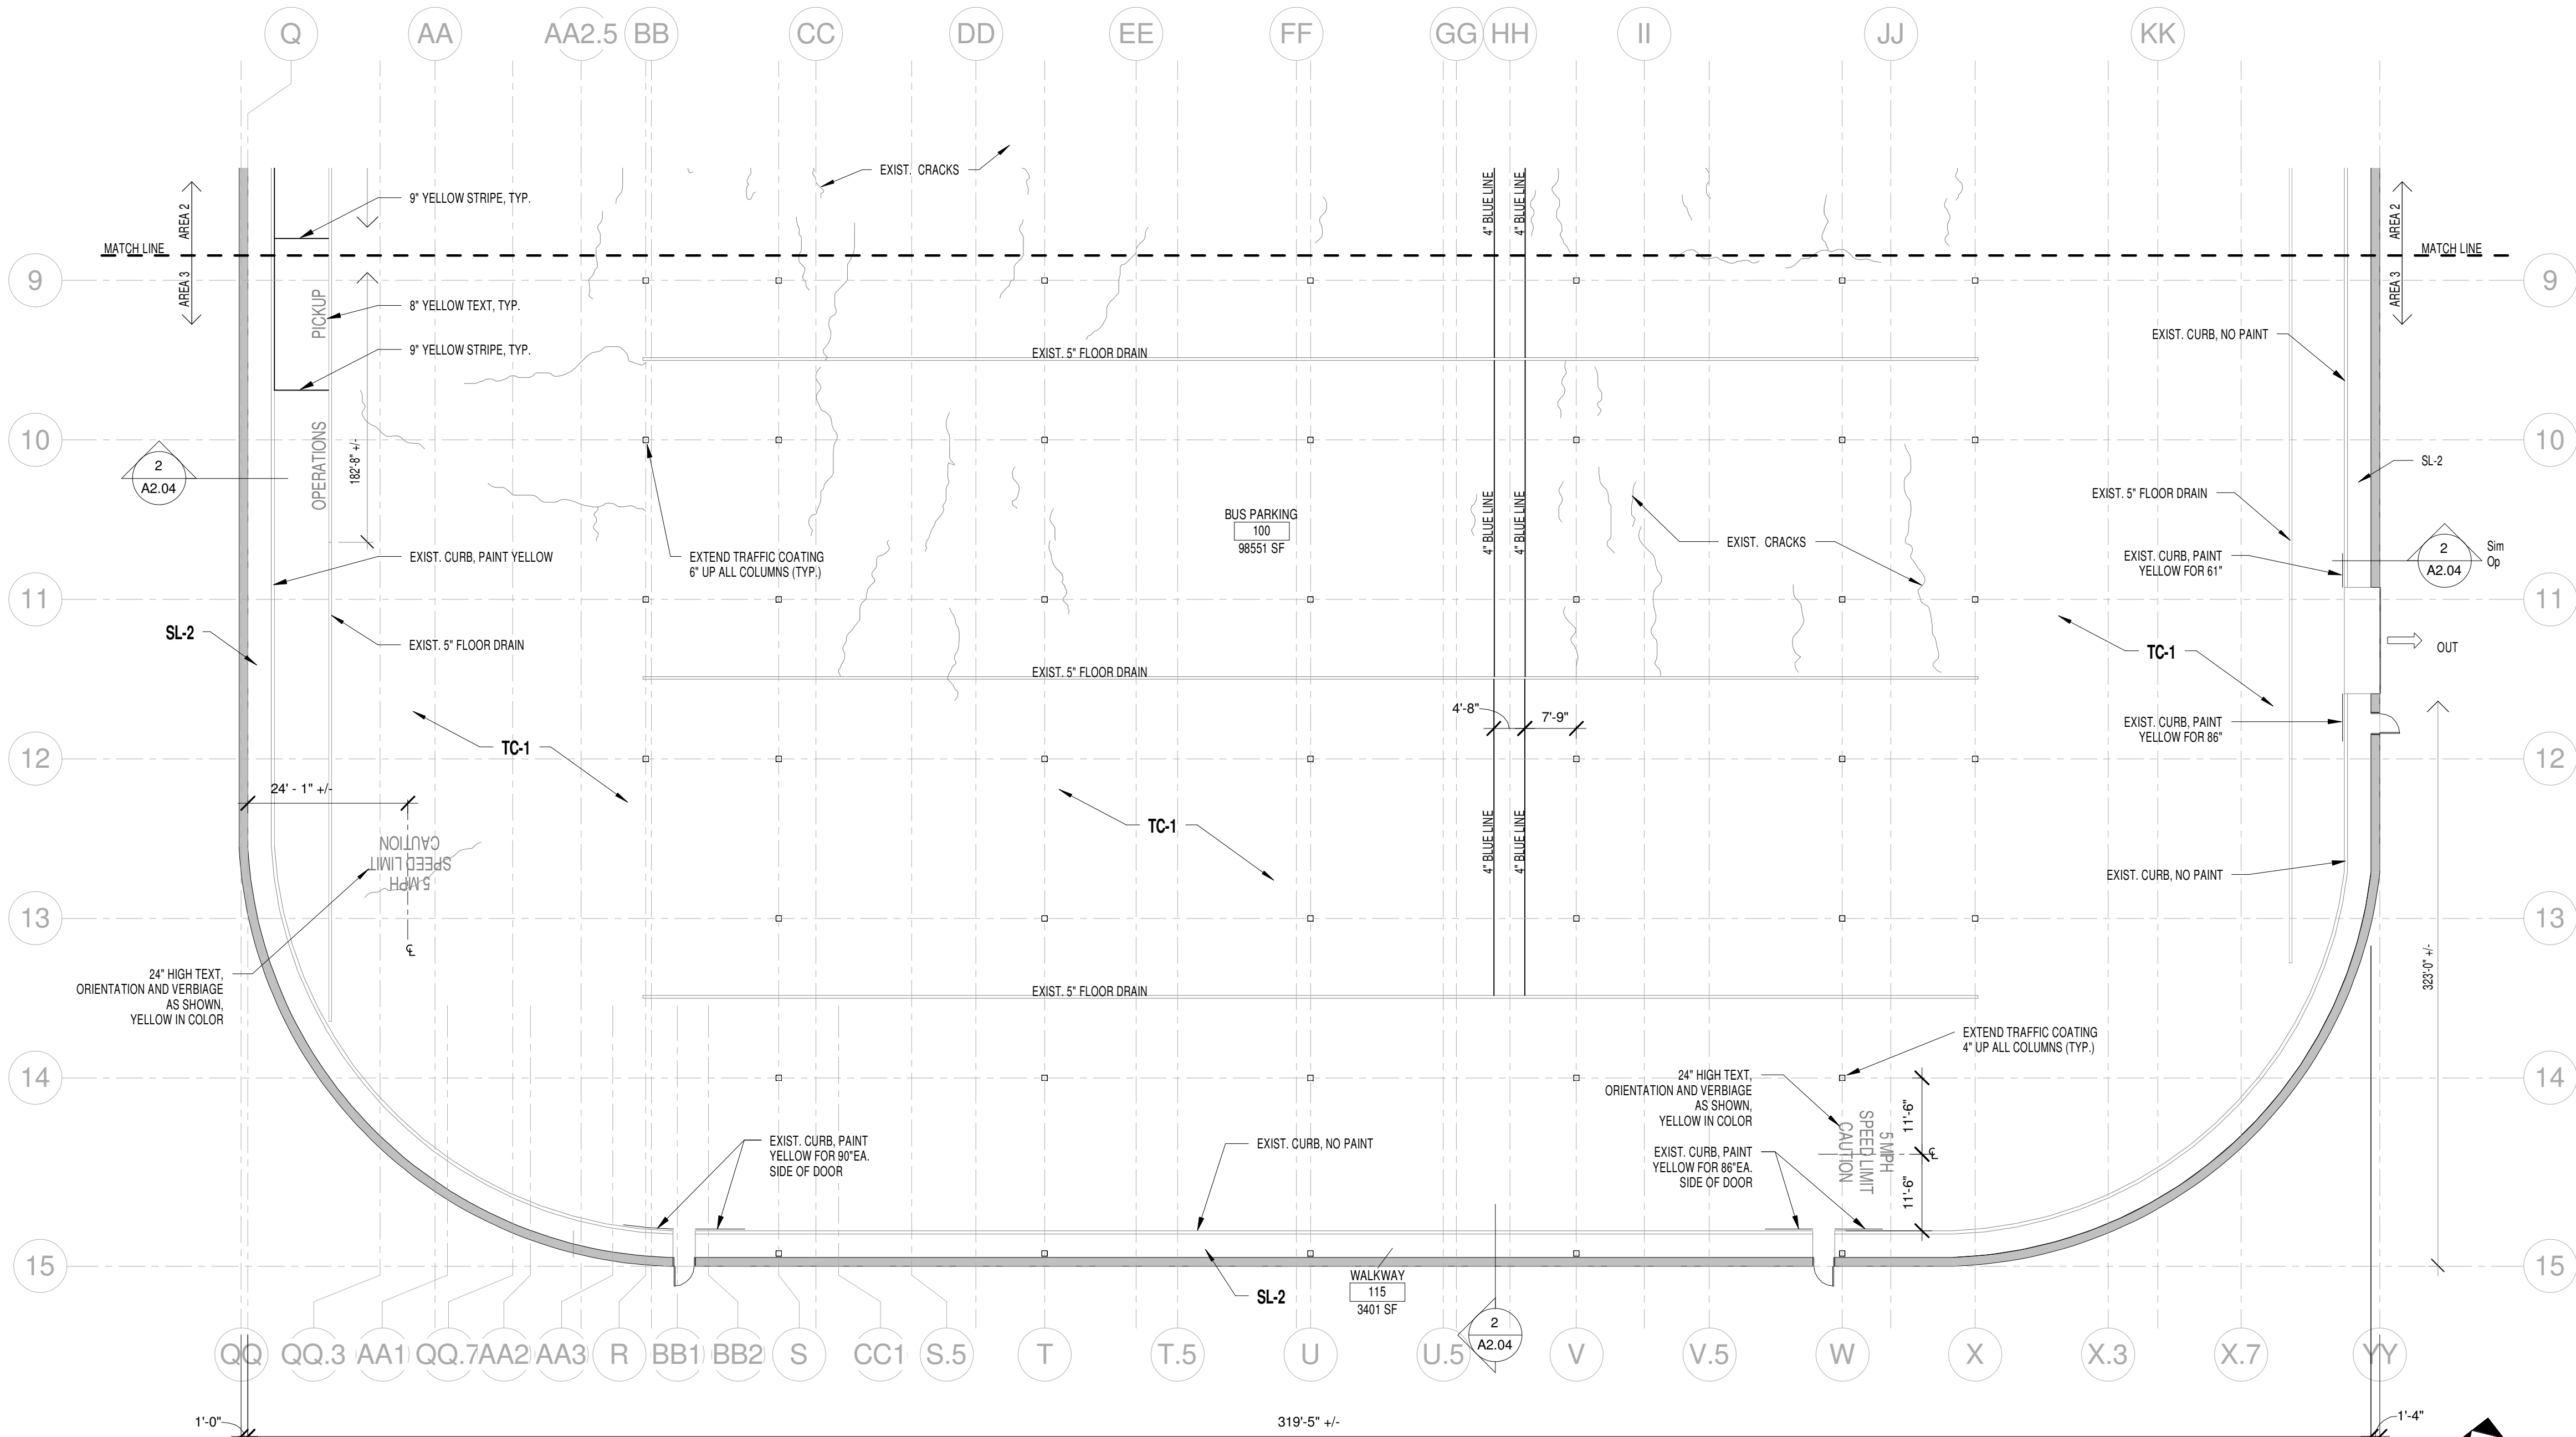 Q
AA
AA2.5
BB
CC
DD
EE
FF
GG
HH
II
JJ
KK
EXIST.  CRACKS
4" BLUE LINE
4" BLUE LINE
9" YELLOW STRIPE, TYP.
AREA 2
AREA 2
MATCH LINE
MATCH LINE
AREA 3
AREA 3
9
9
PICKUP
8" YELLOW TEXT, TYP.
9" YELLOW STRIPE, TYP.
EXIST. CURB, NO PAINT
EXIST. 5" FLOOR DRAIN
10
10
OPERATIONS
182'-8" +/-
2
A2.04
SL-2
EXIST. 5" FLOOR DRAIN
BUS PARKING
100
98551 SF
4" BLUE LINE
4" BLUE LINE
EXIST.  CRACKS
EXIST. CURB, PAINT YELLOW
EXTEND TRAFFIC COATING
6" UP ALL COLUMNS (TYP.)
EXIST. CURB, PAINT
YELLOW FOR 61"
2
A2.04
Sim
Op
11
11
SL-2
EXIST. 5" FLOOR DRAIN
TC-1
OUT
EXIST. 5" FLOOR DRAIN
4'-8"
7'-9"
EXIST. CURB, PAINT
YELLOW FOR 86"
TC-1
12
12
24' - 1" +/-
TC-1
CAUTION
SPEED LIMIT
5 MPH
4" BLUE LINE
4" BLUE LINE
EXIST. CURB, NO PAINT
13
13
℄
24" HIGH TEXT,
ORIENTATION AND VERBIAGE
AS SHOWN,
YELLOW IN COLOR
EXIST. 5" FLOOR DRAIN
323'-0" +/-
EXTEND TRAFFIC COATING
4" UP ALL COLUMNS (TYP.)
14
14
24" HIGH TEXT,
ORIENTATION AND VERBIAGE
AS SHOWN,
YELLOW IN COLOR
11'-6"
5 MPH
SPEED LIMIT
CAUTION
℄
11'-6"
EXIST. CURB, PAINT
YELLOW FOR 90"EA.
SIDE OF DOOR
EXIST. CURB, NO PAINT
EXIST. CURB, PAINT
YELLOW FOR 86"EA.
SIDE OF DOOR
15
15
SL-2
WALKWAY
115
3401 SF
2
A2.04
QQ
QQ.3
AA1
QQ.7
AA2
AA3
R
BB1
BB2
S
CC1
S.5
T
T.5
U
U.5
V
V.5
W
X
X.3
X.7
YY
1'-0"
319'-5" +/-
1'-4"